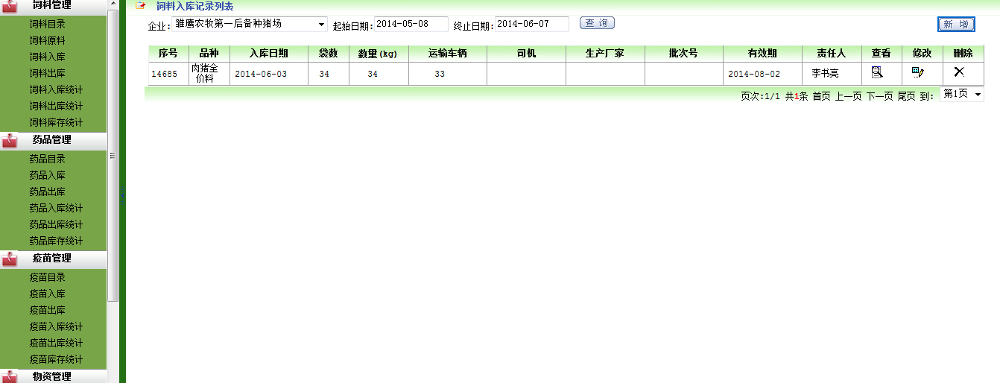 饲料管理
饲料目录
饲料原料
饲料入库
饲料出库
饲料入库统计
饲料出库统计
饲料库存统计
药品管理
药品目录
药品入库
药品出库
药品入库统计
药品出库统计
药品库存统计
疫苗管理
疫苗目录
疫苗入库
疫苗出库
疫苗入库统计
疫苗出库统计
疫苗库存统计
物资管理
饲料入库记录列表
企业: 雏鹰农牧第一后备种猪场 起始日期: 2014-05-08 终止日期: 2014-06-07 查 询 新 增
序号 品种 入库日期 袋数 数量(kg) 运输车辆 司机 生产厂家 批次号 有效期 责任人 查看 修改 删除
14685 肉猪全价料 2014-06-03 34 34 33 2014-08-02 李书亮
页次:1/1 共1条 首页 上一页 下一页 尾页 到: 第1页